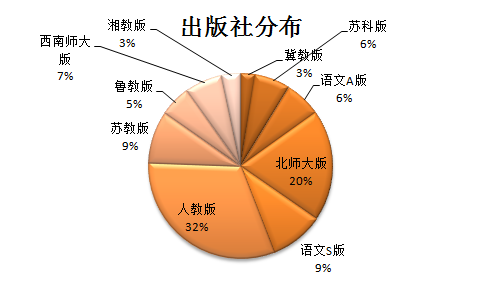 出版社分布
湘教版
3%
冀教版
3%
苏科版
6%
西南师大
版
7%
语文A版
6%
鲁教版
5%
苏教版
9%
北师大版
20%
人教版
32%
语文S版
9%